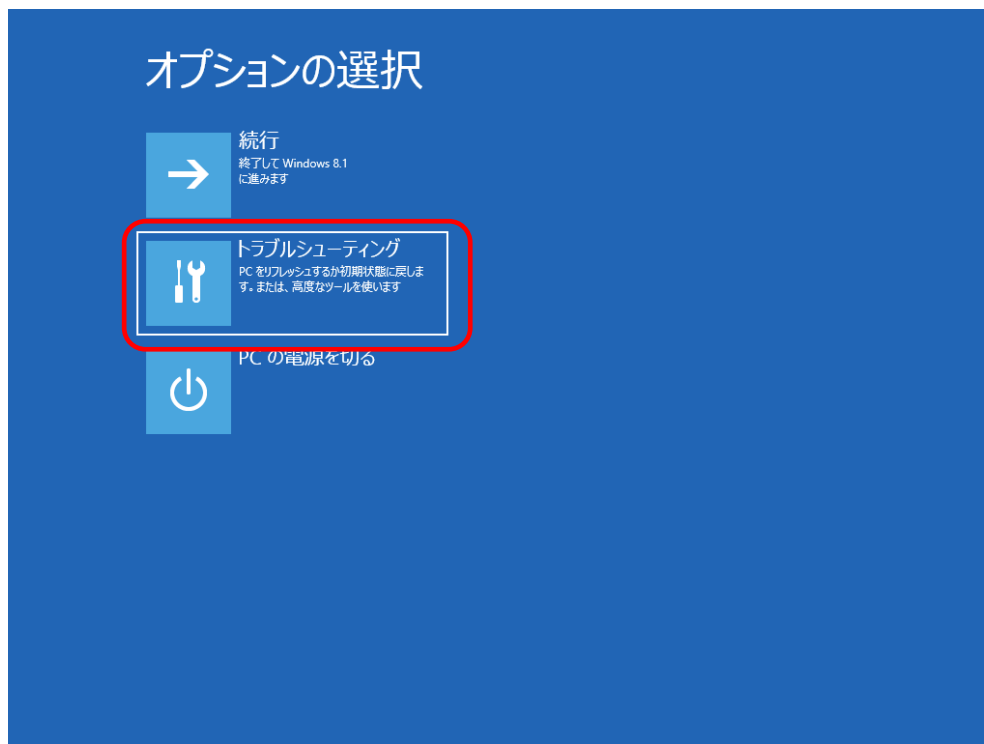 オプションの選択
続行
終了して Windows 8.1
に進みます
トラブルシューティング
PC をリフレッシュするか初期状態に戻しま
す。または、高度なツールを使います
PC の電源を切る